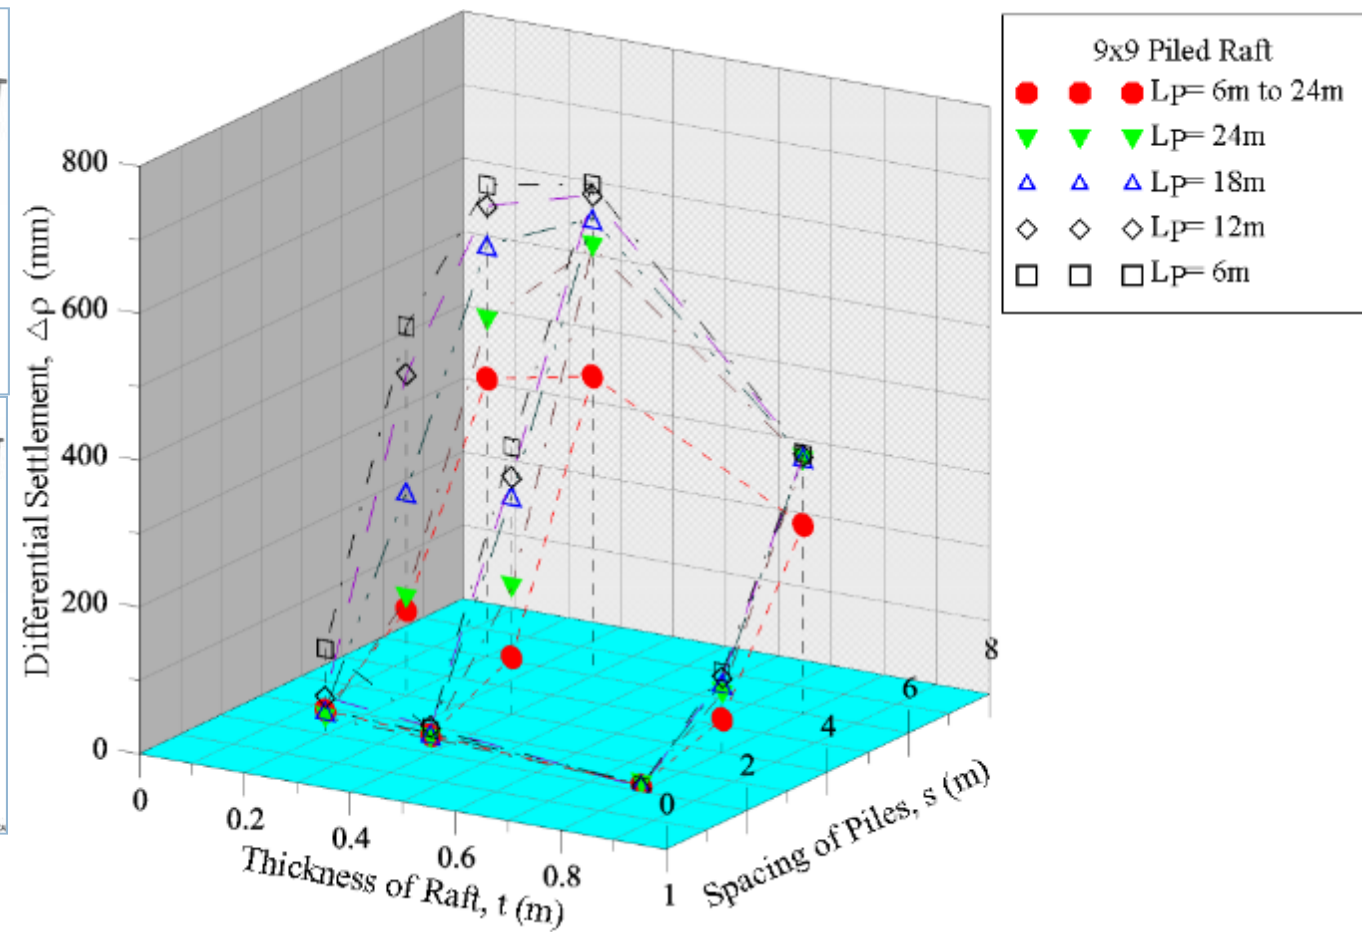 9x9 Piled Raft
Lp= 6m to 24m
Lp= 24m
Lp= 18m
Lp= 12m
Lp= 6m
Differential Settlement, Δρ (mm)
800
600
400
200
0
0
0.2
0.4
0.6
0.8
1
Thickness of Raft, t (m)
0
2
4
6
8
Spacing of Piles, s (m)